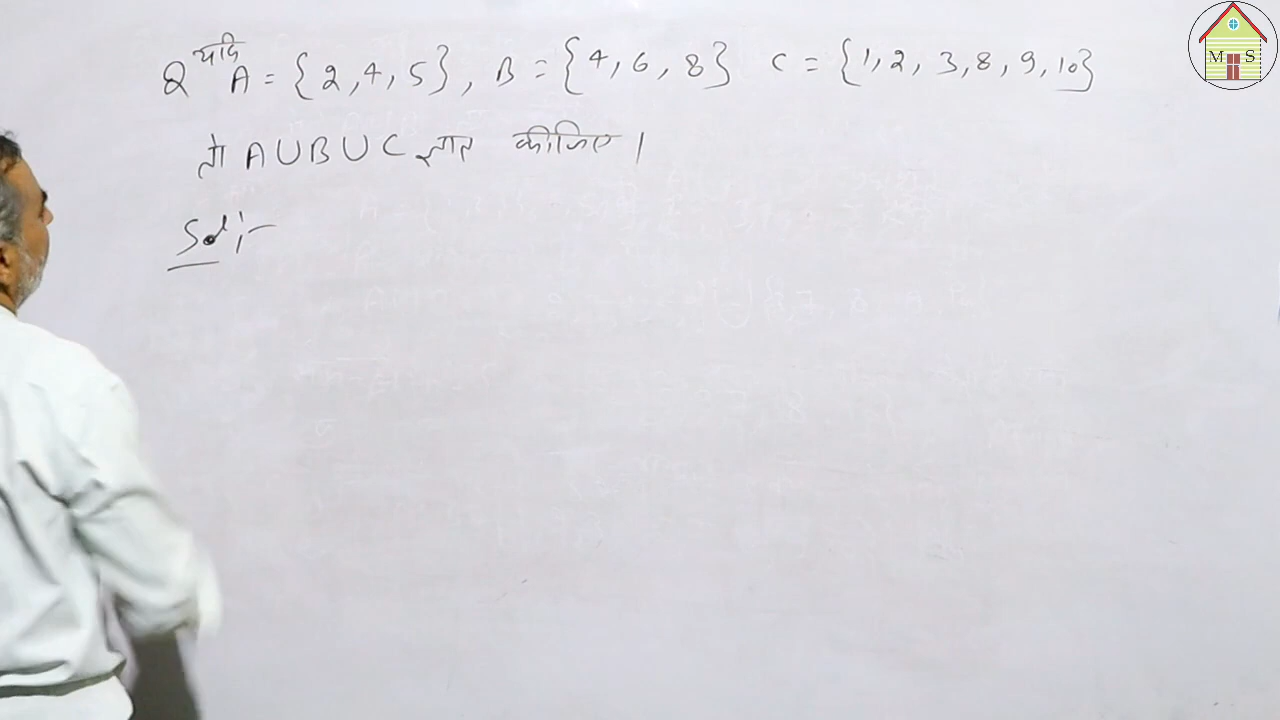 Q यदि A = {2, 4, 5}, B = {4, 6, 8} C = {1, 2, 3, 8, 9, 10}
तो A U B U C ज्ञात कीजिए।
Sol:-
M S